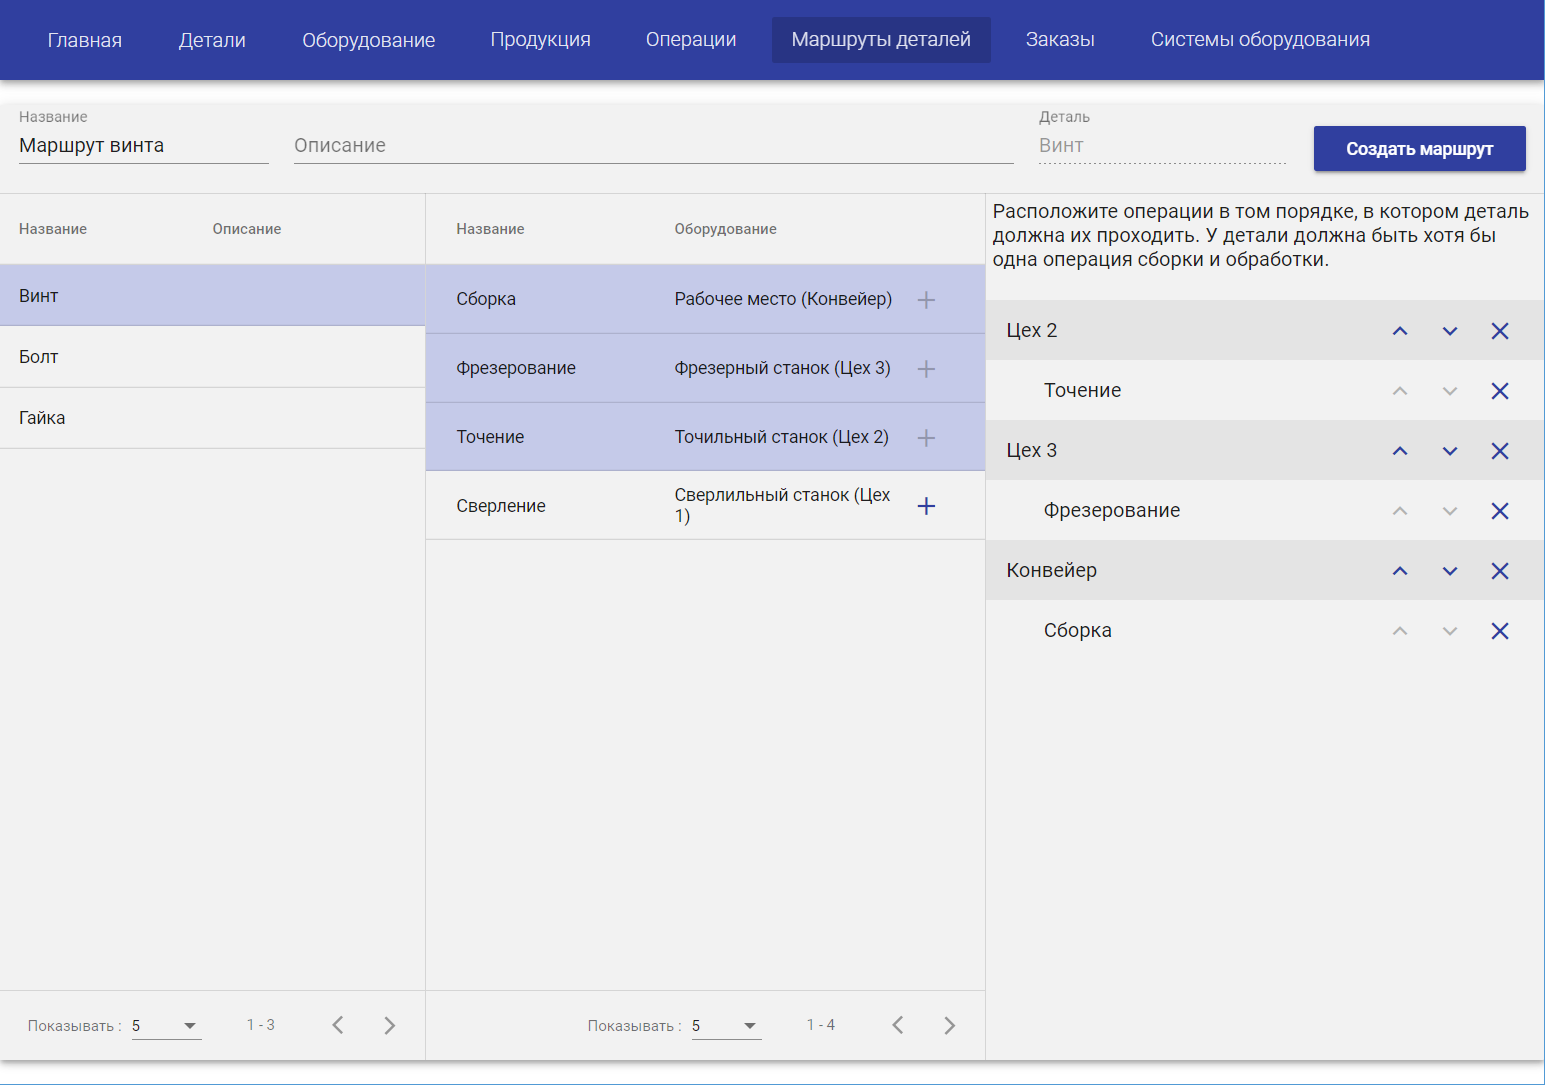 Главная Детали Оборудование Продукция Операции Маршруты деталей Заказы Системы оборудования
Название
Маршрут винта
Описание
Деталь
Винт
Создать маршрут
Название Описание
Винт
Болт
Гайка
Показывать : 5 1 - 3
Название Оборудование
Сборка Рабочее место (Конвейер)
Фрезерование Фрезерный станок (Цех 3)
Точение Точильный станок (Цех 2)
Сверление Сверлильный станок (Цех
1)
Показывать : 5 1 - 4
Расположите операции в том порядке, в котором деталь
должна их проходить. У детали должна быть хотя бы
одна операция сборки и обработки.
Цех 2
Точение
Цех 3
Фрезерование
Конвейер
Сборка